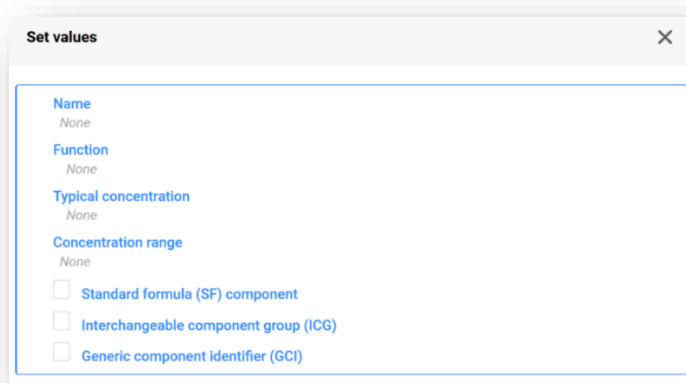 Set values
Name
None
Function
None
Typical concentration
None
Concentration range
None
Standard formula (SF) component
Interchangeable component group (ICG)
Generic component identifier (GCI)